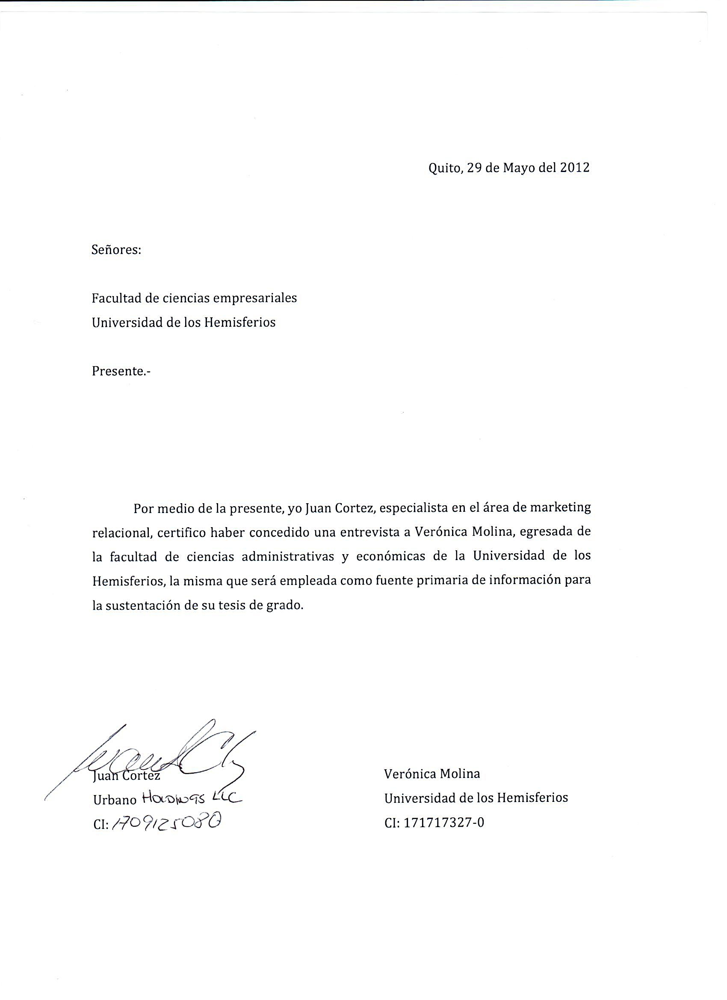 Quito, 29 de Mayo del 2012
Señores:
Facultad de ciencias empresariales
Universidad de los Hemisferios
Presente.-
Por medio de la presente, yo Juan Cortez, especialista en el área de marketing
relacional, certifico haber concedido una entrevista a Verónica Molina, egresada de
la facultad de ciencias administrativas y económicas de la Universidad de los
Hemisferios, la misma que será empleada como fuente primaria de información para
la sustentación de su tesis de grado.
Juan Cortez
Urbano Holdings LLC
CI: 1709125080
Verónica Molina
Universidad de los Hemisferios
CI: 171717327-0